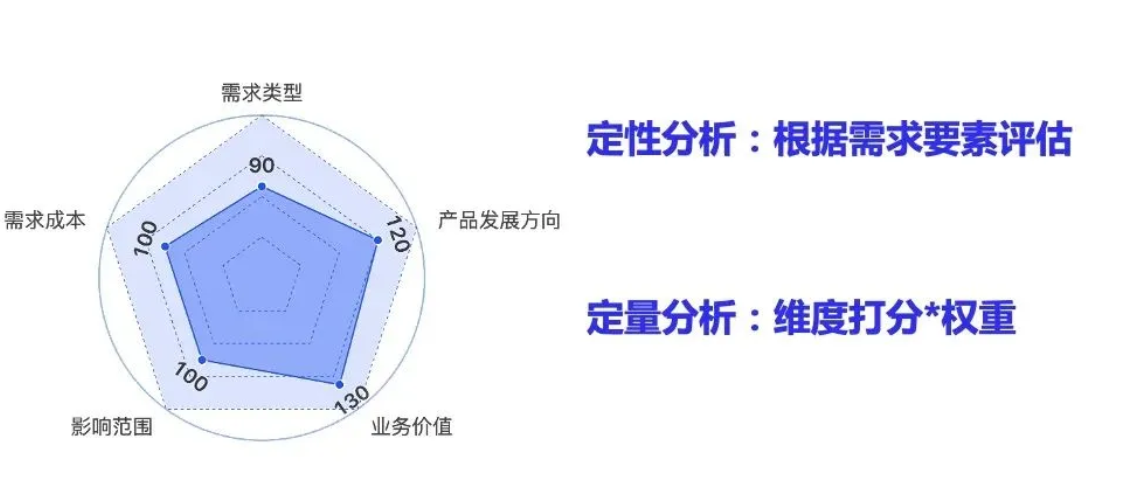 需求类型
90
定性分析：根据需求要素评估
需求成本
100
120
产品发展方向
定量分析：维度打分*权重
100
130
影响范围
业务价值